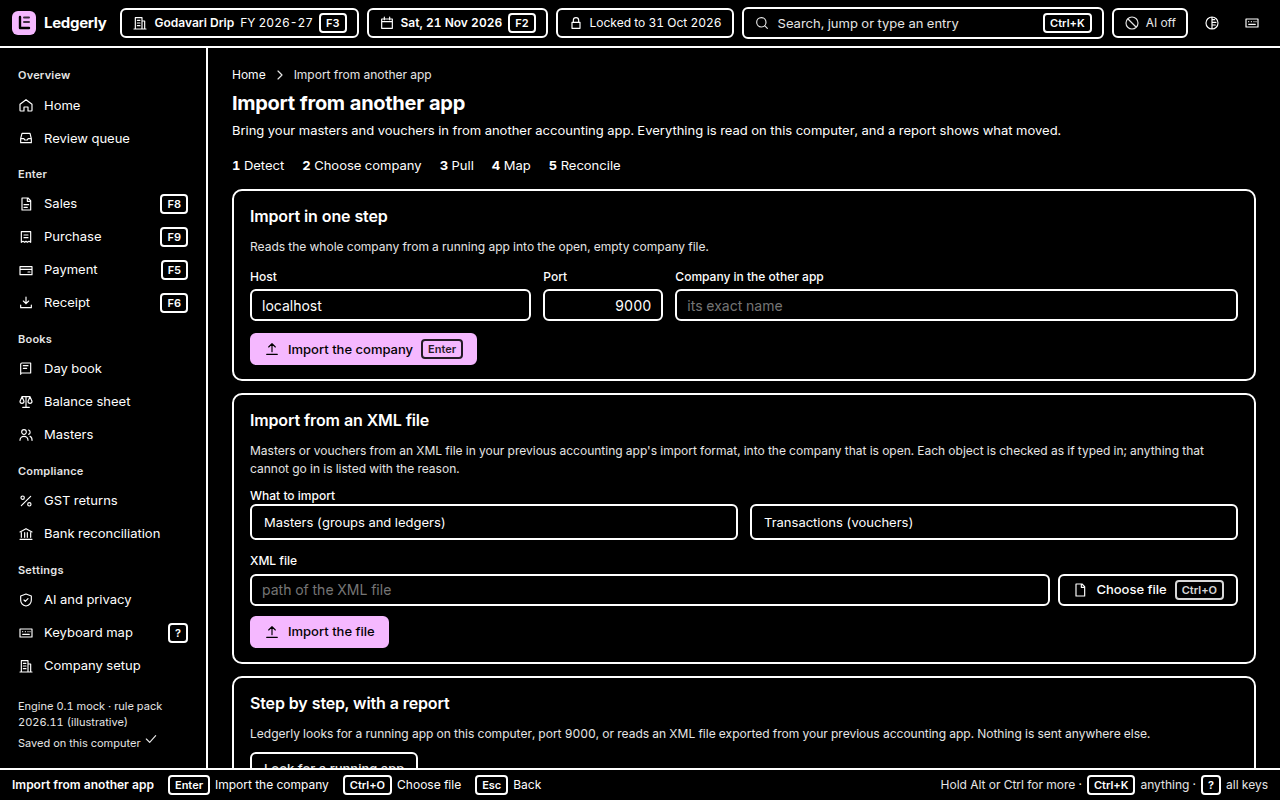 Ledgerly
Godavari Drip FY 2026-27 F3
Sat, 21 Nov 2026 F2
Locked to 31 Oct 2026
Search, jump or type an entry Ctrl+K
AI off
Overview
Home
Review queue
Enter
Sales F8
Purchase F9
Payment F5
Receipt F6
Books
Day book
Balance sheet
Masters
Compliance
GST returns
Bank reconciliation
Settings
AI and privacy
Keyboard map ?
Company setup
Engine 0.1 mock · rule pack
2026.11 (illustrative)
Saved on this computer
Home > Import from another app
Import from another app
Bring your masters and vouchers in from another accounting app. Everything is read on this computer, and a report shows what moved.
1 Detect 2 Choose company 3 Pull 4 Map 5 Reconcile
Import in one step
Reads the whole company from a running app into the open, empty company file.
Host Port Company in the other app
localhost 9000 its exact name
Import the company Enter
Import from an XML file
Masters or vouchers from an XML file in your previous accounting app's import format, into the company that is open. Each object is checked as if typed in; anything that
cannot go in is listed with the reason.
What to import
Masters (groups and ledgers) Transactions (vouchers)
XML file
path of the XML file Choose file Ctrl+O
Import the file
Step by step, with a report
Ledgerly looks for a running app on this computer, port 9000, or reads an XML file exported from your previous accounting app. Nothing is sent anywhere else.
Look for a running app
Import from another app Enter Import the company Ctrl+O Choose file Esc Back
Hold Alt or Ctrl for more · Ctrl+K anything · ? all keys